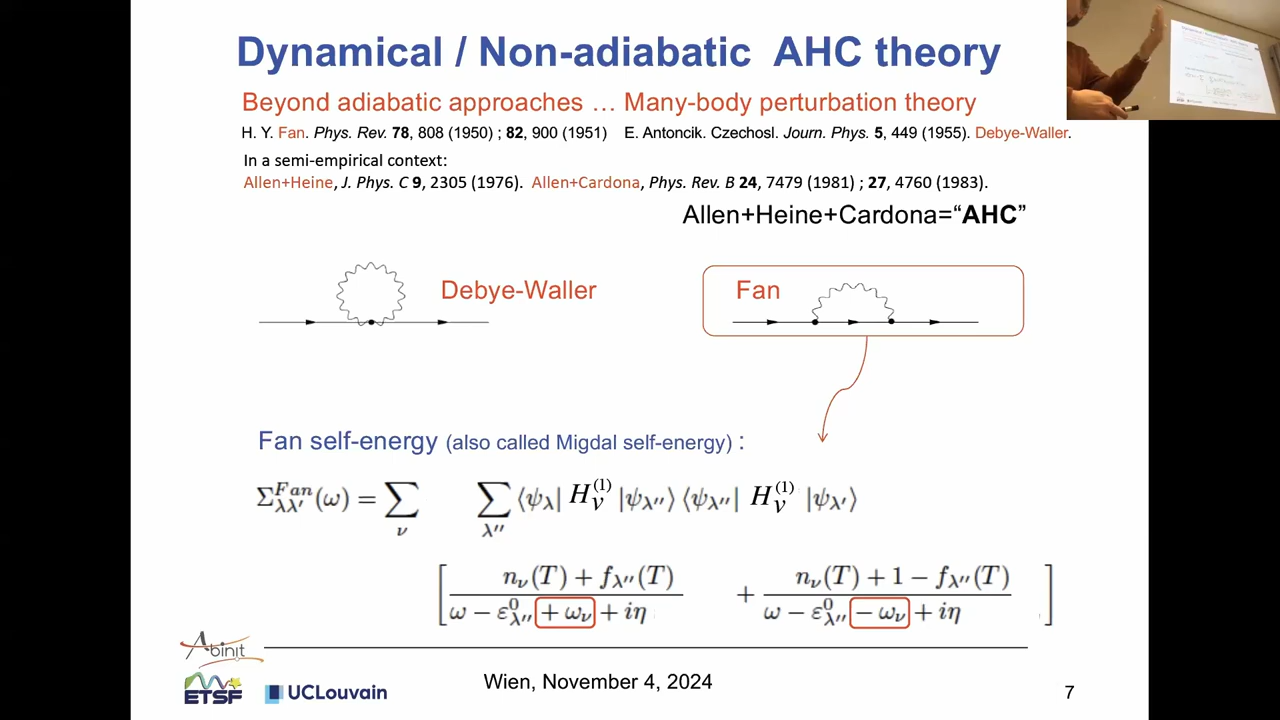 Dynamical / Non-adiabatic AHC theory
Beyond adiabatic approaches … Many-body perturbation theory
H. Y. Fan. Phys. Rev. 78, 808 (1950) ; 82, 900 (1951) E. Antoncik. Czechosl. Journ. Phys. 5, 449 (1955). Debye-Waller.
In a semi-empirical context:
Allen+Heine, J. Phys. C 9, 2305 (1976). Allen+Cardona, Phys. Rev. B 24, 7479 (1981) ; 27, 4760 (1983).
Allen+Heine+Cardona=“AHC”
Debye-Waller
Fan
Fan self-energy (also called Migdal self-energy) :
Σ^{Fan}_{λλ'}(ω) = ∑_ν ∑_{λ''} ⟨ψ_λ| H_ν^{(1)} |ψ_{λ''}⟩ ⟨ψ_{λ''}| H_ν^{(1)} |ψ_{λ'}⟩
[ (n_ν(T) + f_{λ''}(T)) / (ω − ε^0_{λ''} + ω_ν + iη) + (n_ν(T) + 1 − f_{λ''}(T)) / (ω − ε^0_{λ''} − ω_ν + iη) ]
Abinit
ETSF UCLouvain
Wien, November 4, 2024
7